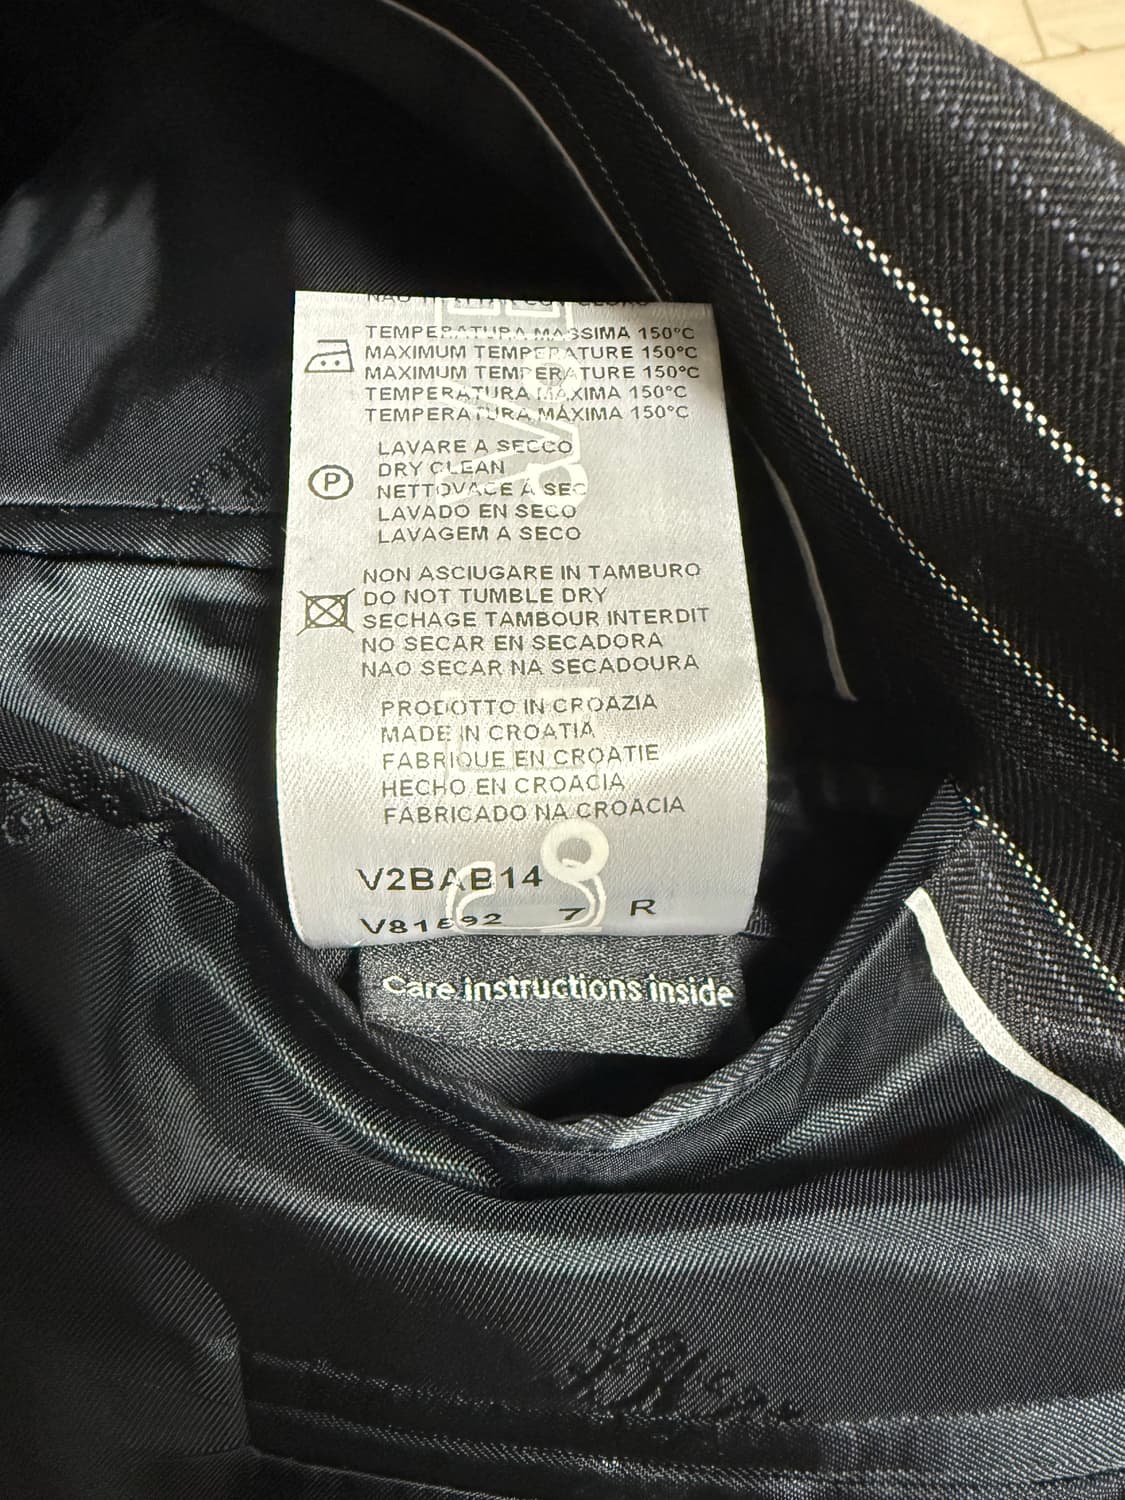 TEMPERATURA MASSIMA 150°C
MAXIMUM TEMPERATURE 150°C
MAXIMUM TEMPERATURE 150°C
TEMPERATURA MAXIMA 150°C
TEMPERATURA MÁXIMA 150°C
P
LAVARE A SECCO
DRY CLEAN
NETTOYAGE À SEC
LAVADO EN SECO
LAVAGEM A SECO
NON ASCIUGARE IN TAMBURO
DO NOT TUMBLE DRY
SECHAGE TAMBOUR INTERDIT
NO SECAR EN SECADORA
NAO SECAR NA SECADOURA
PRODOTTO IN CROAZIA
MADE IN CROATIA
FABRIQUE EN CROATIE
HECHO EN CROACIA
FABRICADO NA CROACIA
V2BAB14
7 R
Care instructions inside